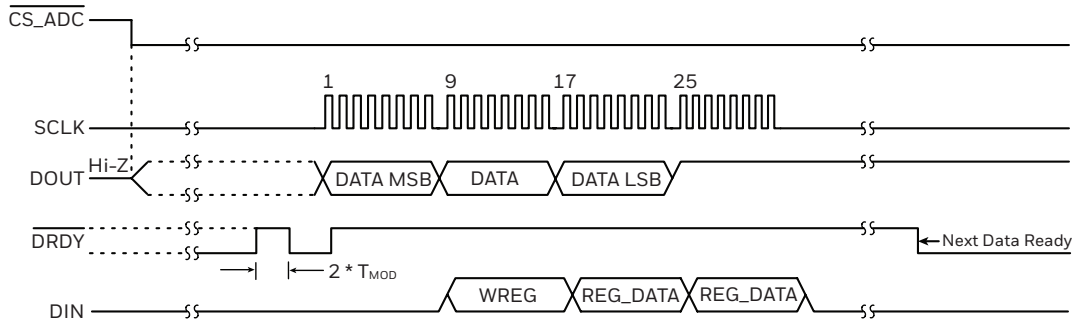 CS_ADC
1 9 17 25
SCLK
Hi-Z
DOUT
DATA MSB DATA DATA LSB
DRDY
Next Data Ready
2 * TMOD
WREG REG_DATA REG_DATA
DIN